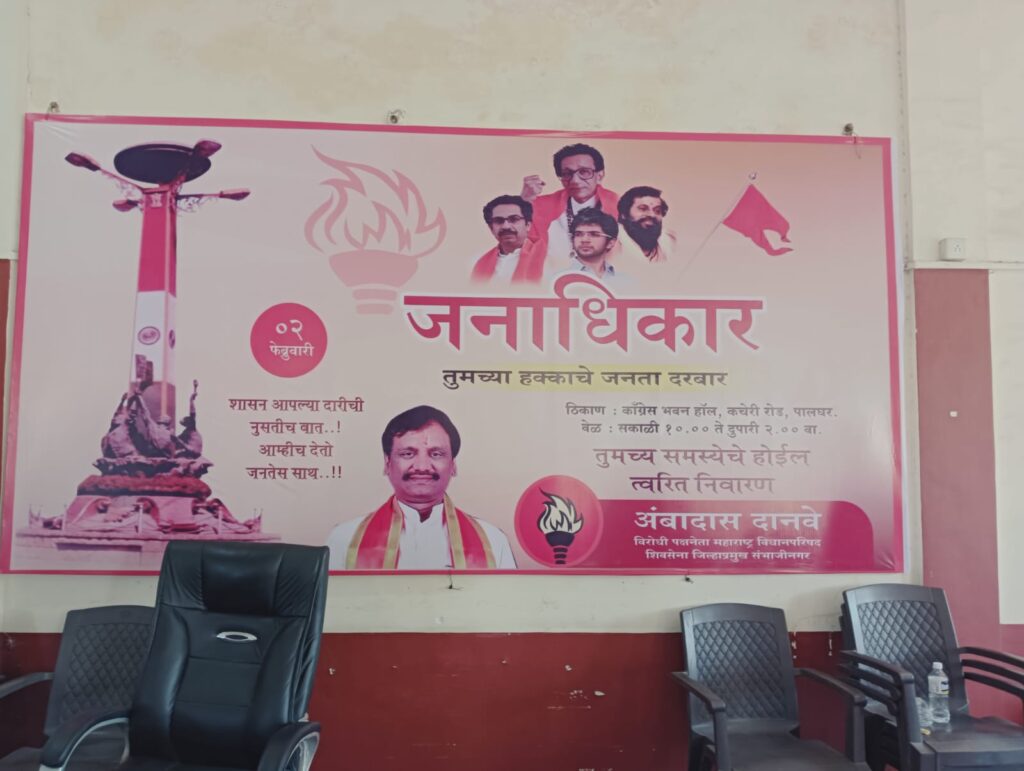 जनाधिकार
तुमच्या हक्काचे जनता दरबार
०२
फेब्रुवारी
शासन आपल्या दारीची
नुसतीच बात..!
आम्हीच देतो
जनतेस साथ..!!
ठिकाण : काँग्रेस भवन हॉल, कचेरी रोड, पालघर.
वेळ : सकाळी १०.०० ते दुपारी २.०० वा.
तुमच्य समस्येचे होईल
त्वरित निवारण
अंबादास दानवे
विरोधी पक्षनेता महाराष्ट्र विधानपरिषद
शिवसेना जिल्हाप्रमुख संभाजीनगर